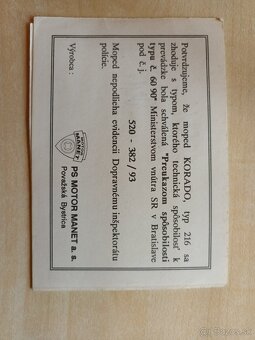 Potvrdzujeme, že moped KORADO, typ 216 sa
zhoduje s typom, ktorého technická spôsobilosť k
prevádzke bola schválená "Preukazom spôsobilosti
typu č. 60 90" Ministerstvom vnútra SR v Bratislave
pod č. j.
520 - 382 / 93
Moped nepodlieha evidencii Dopravnému inšpektorátu
polície.
Výrobca :
MANET
PS MOTOR MANET a. s.
Považská Bystrica